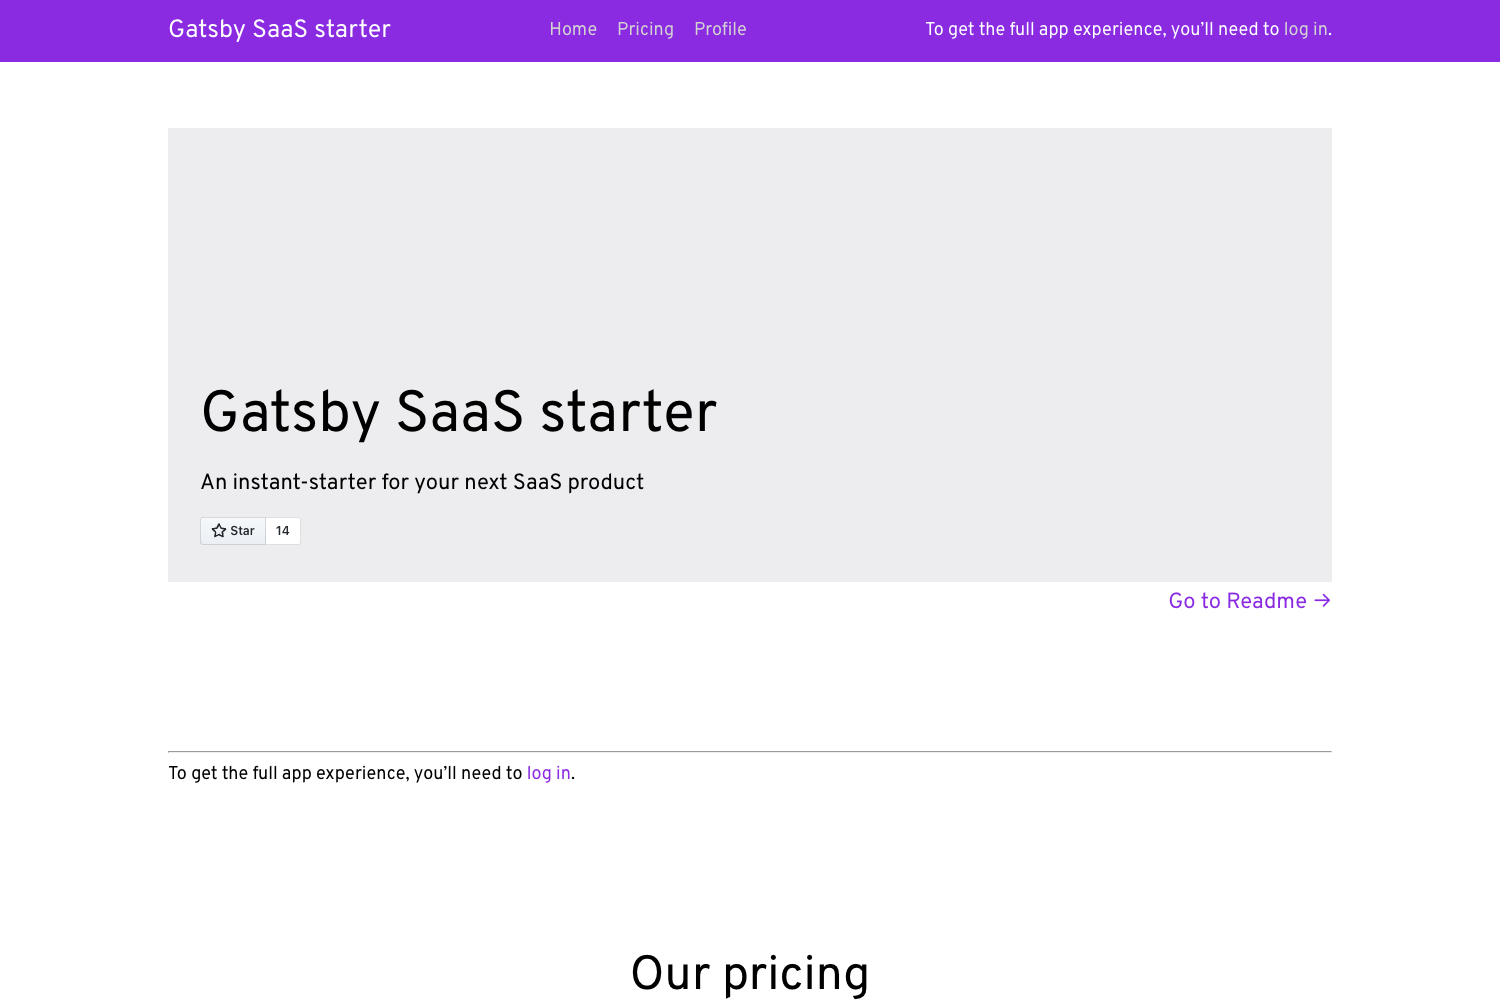 Gatsby SaaS starter
Home Pricing Profile
To get the full app experience, you’ll need to log in.
Gatsby SaaS starter
An instant-starter for your next SaaS product
Star 14
Go to Readme →
To get the full app experience, you’ll need to log in.
Our pricing